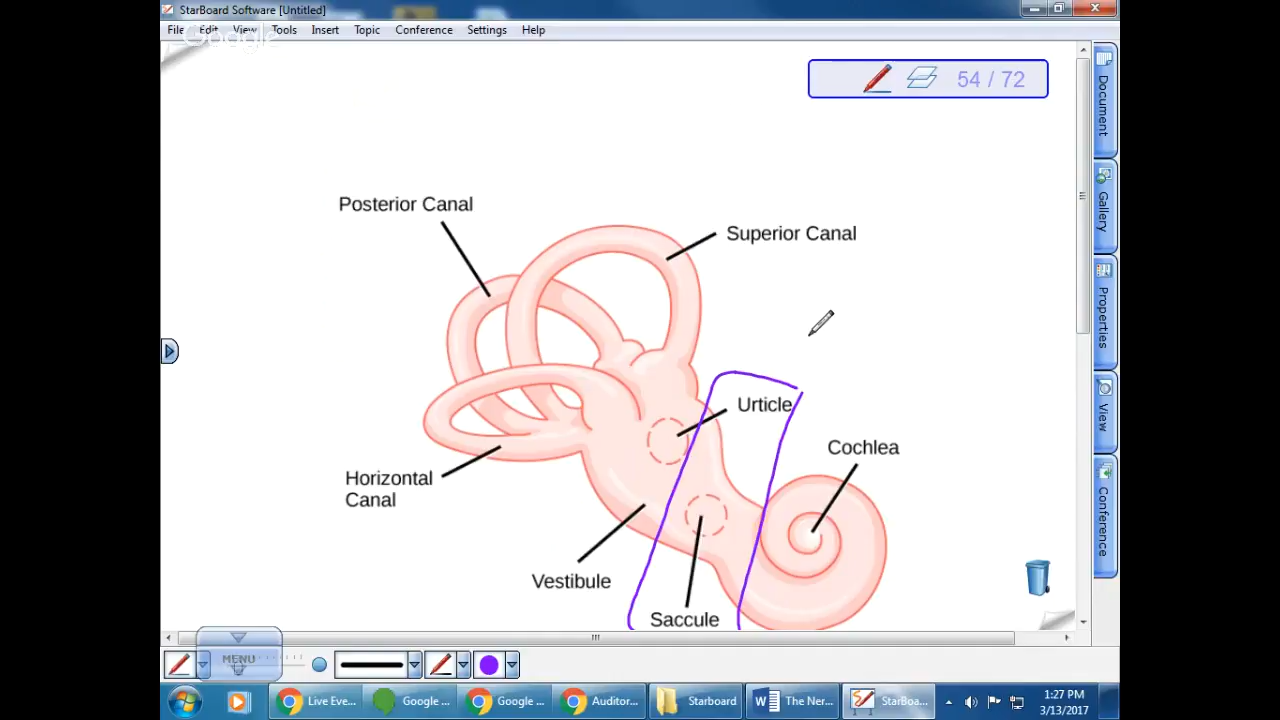 StarBoard Software [Untitled]
File Edit View Tools Insert Topic Conference Settings Help
Google
54 / 72
Document
Gallery
Properties
View
Conference
Posterior Canal
Superior Canal
Urticle
Cochlea
Horizontal
Canal
Vestibule
Saccule
MENU
Live Eve... Google ... Google ... Auditor... Starboard The Ner... StarBoa...
1:27 PM
3/13/2017